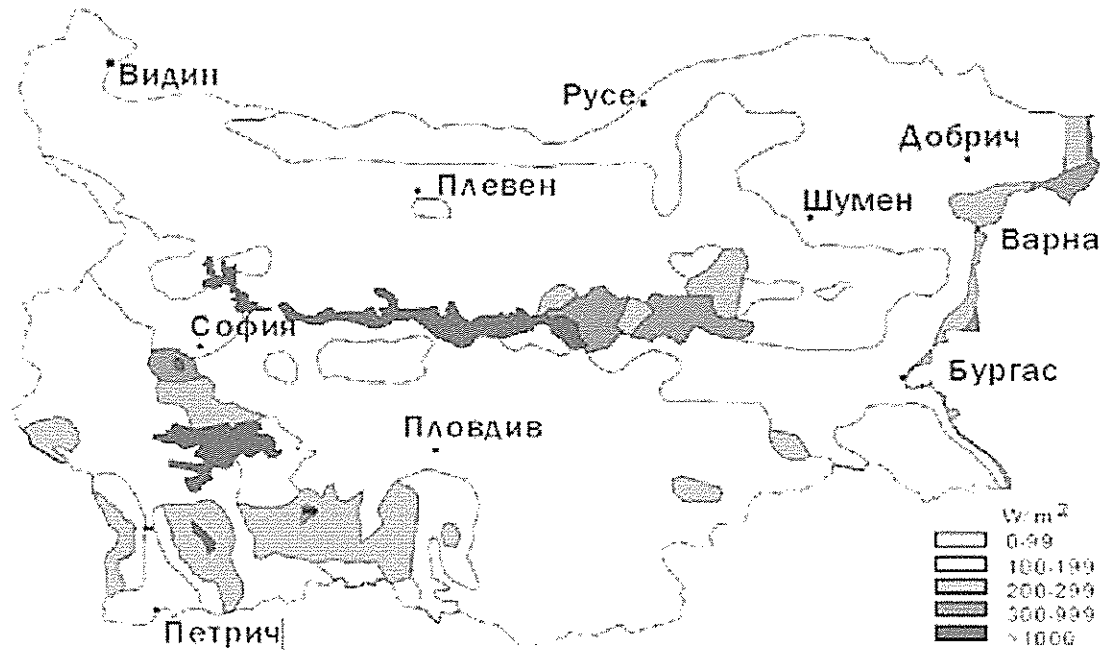 Видин
Русе
Добрич
Плевен
Шумен
Варна
София
Бургас
Пловдив
Петрич
W/m²
0-99
100-199
200-299
300-999
>1000